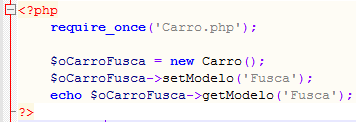 <?php
require_once('Carro.php');
$oCarroFusca = new Carro();
$oCarroFusca->setModelo('Fusca');
echo $oCarroFusca->getModelo('Fusca');
?>